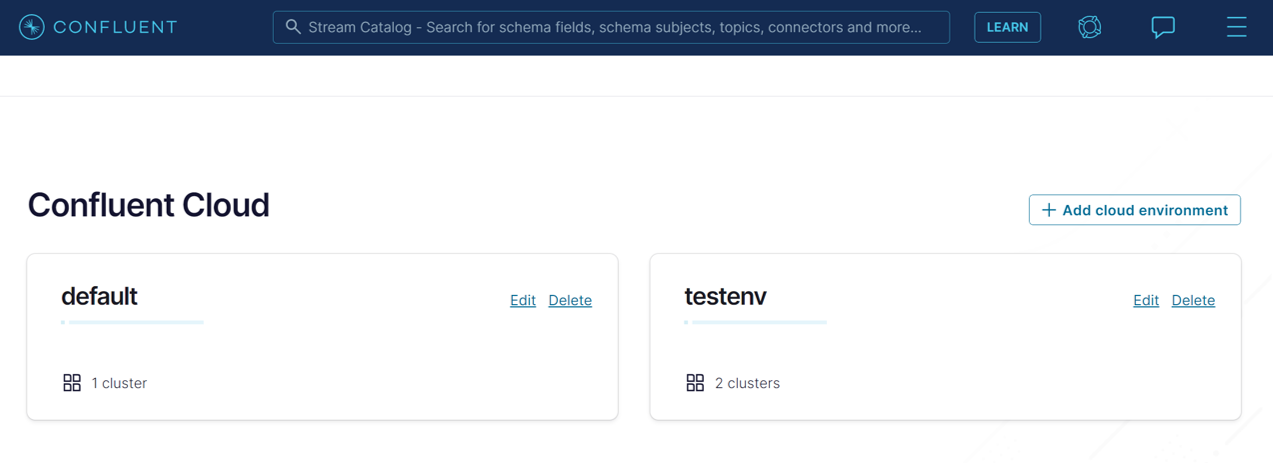 CONFLUENT
Stream Catalog - Search for schema fields, schema subjects, topics, connectors and more...
LEARN
Confluent Cloud
Add cloud environment
default
Edit Delete
1 cluster
testenv
Edit Delete
2 clusters